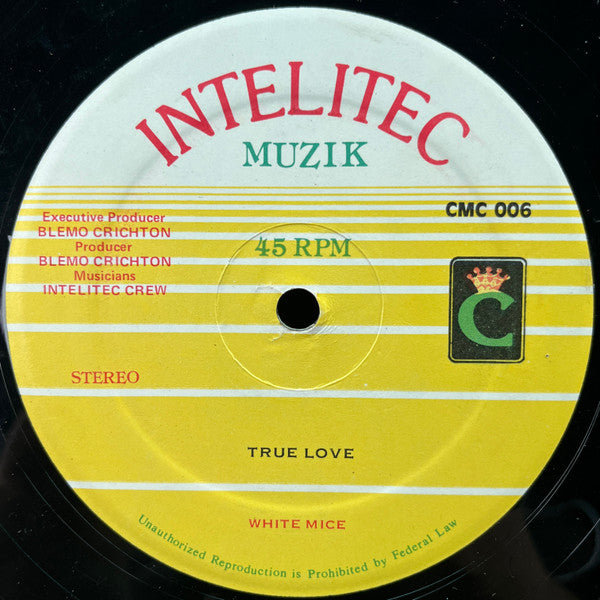 INTELITEC
MUZIK
Executive Producer
BLEMO CRICHTON
Producer
BLEMO CRICHTON
Musicians
INTELITEC CREW
45 RPM
CMC 006
C
STEREO
TRUE LOVE
WHITE MICE
Unauthorized Reproduction is Prohibited by Federal Law